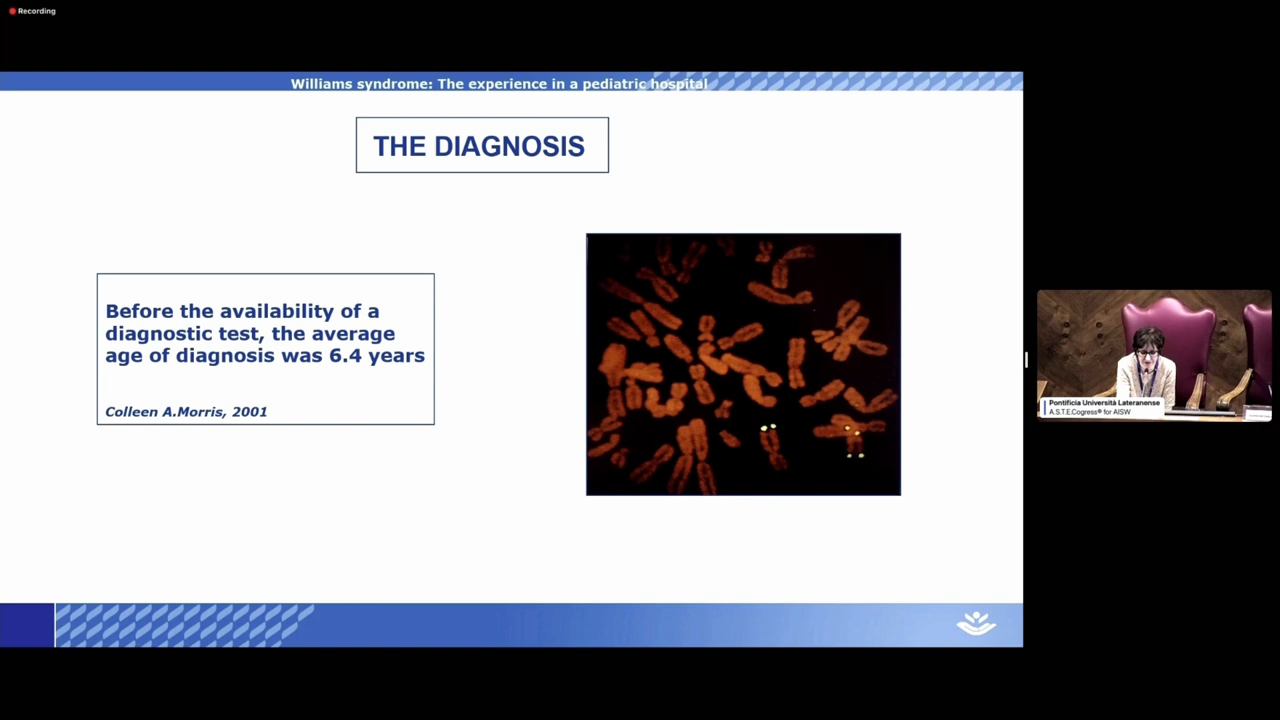 Recording
Williams syndrome: The experience in a pediatric hospital
THE DIAGNOSIS
Before the availability of a
diagnostic test, the average
age of diagnosis was 6.4 years
Colleen A.Morris, 2001
Pontificia Università Lateranense
A.S.T.E.Cogress® for AISW